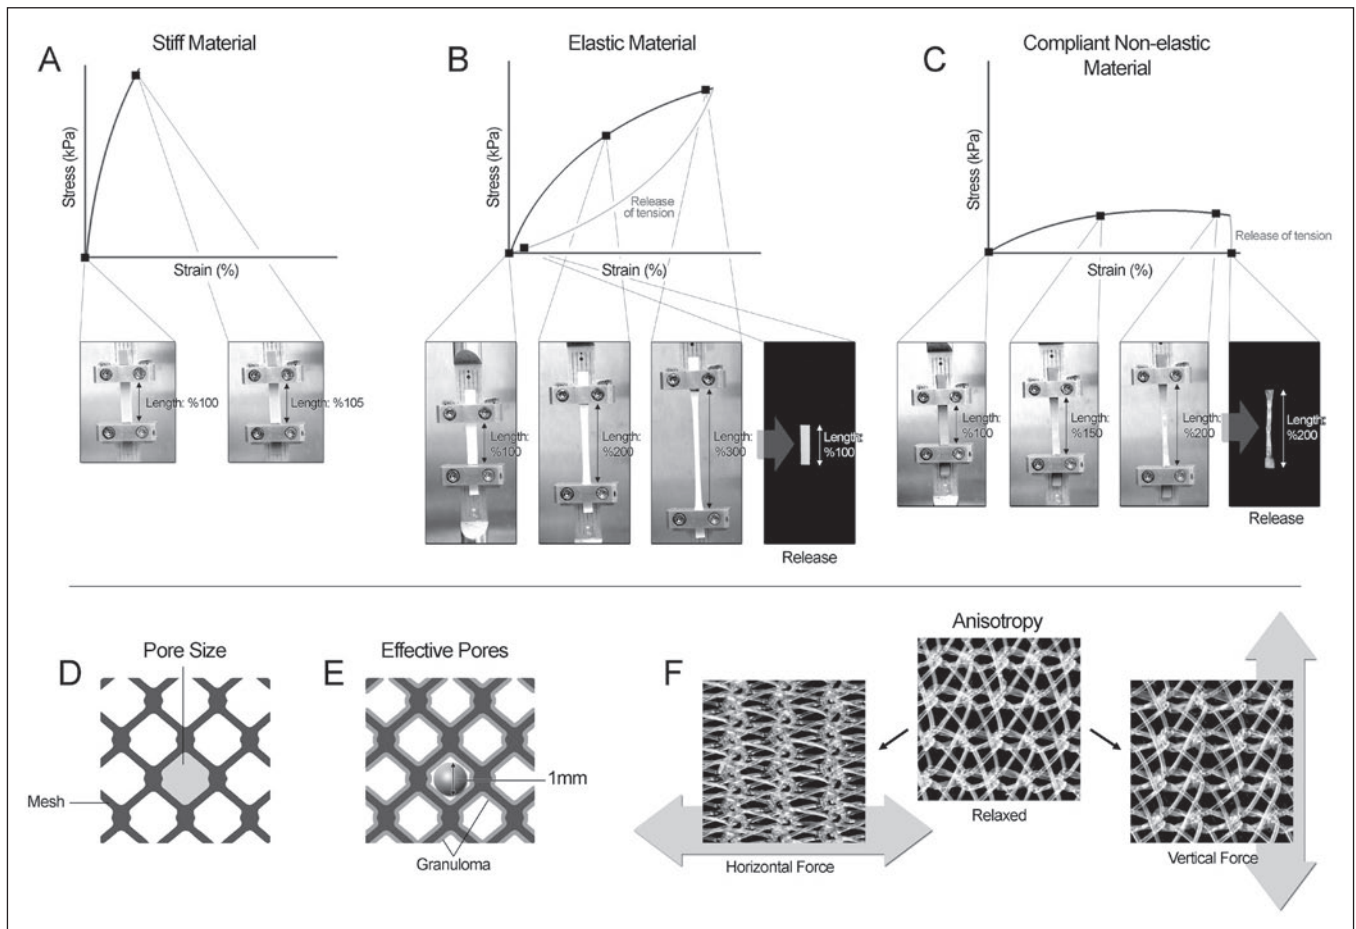 A
Stiff Material
Stress (kPa)
Strain (%)
Length: %100
Length: %105
B
Elastic Material
Stress (kPa)
Release
of tension
Strain (%)
Length:
%100
Length:
%200
Length:
%300
Length:
%100
Release
C
Compliant Non-elastic
Material
Stress (kPa)
Release of tension
Strain (%)
Length:
%100
Length:
%150
Length:
%200
Length:
%200
Release
D
Pore Size
Mesh
E
Effective Pores
1mm
Granuloma
F
Anisotropy
Relaxed
Horizontal Force
Vertical Force